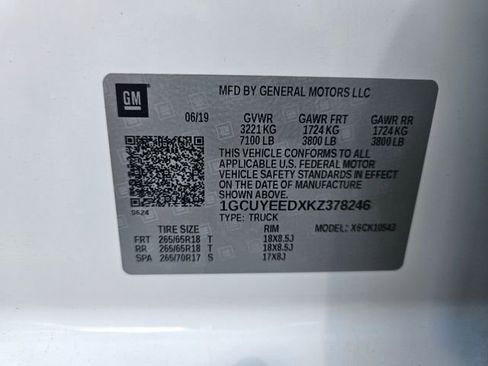 GM
MFD BY GENERAL MOTORS LLC
06/19 GVWR GAWR FRT GAWR RR
3221 KG 1724 KG 1724 KG
7100 LB 3800 LB 3800 LB
THIS VEHICLE CONFORMS TO ALL
APPLICABLE U.S. FEDERAL MOTOR
VEHICLE SAFETY STANDARDS IN EFFECT
ON THE DATE OF MANUFACTURE
SHOWN ABOVE.
1GCUYEEDXKZ378246
S624 TYPE: TRUCK
TIRE SIZE RIM MODEL: X6CK10543
FRT 265/65R18 T 18X8.5J
RR 265/65R18 T 18X8.5J
SPA 265/70R17 S 17X8J